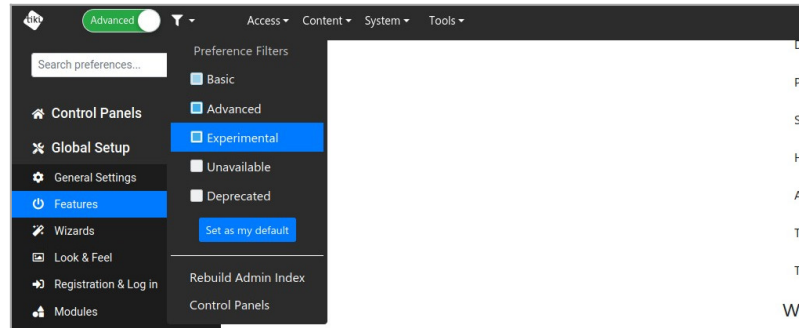 tiki Advanced Access Content System Tools
Search preferences...
Control Panels
Global Setup
General Settings
Features
Wizards
Look & Feel
Registration & Log in
Modules
Preference Filters
Basic
Advanced
Experimental
Unavailable
Deprecated
Set as my default
Rebuild Admin Index
Control Panels
P
S
H
A
T
T
W